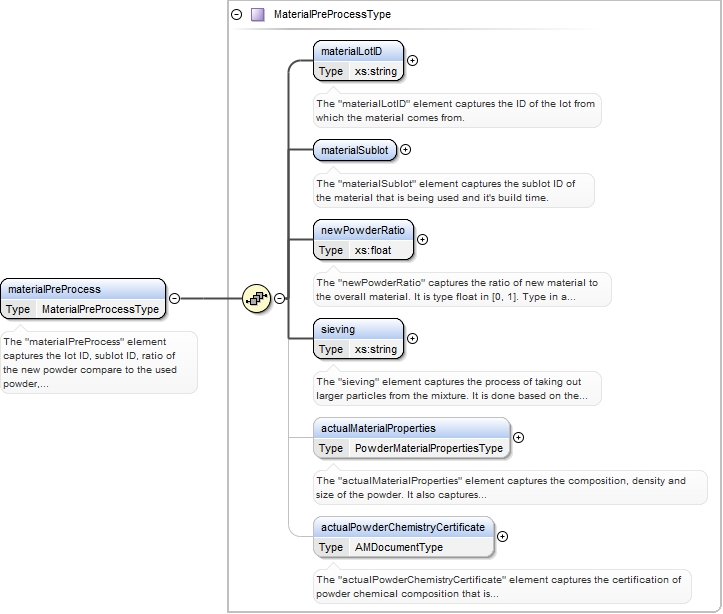 MaterialPreProcessType
materialLotID
Type xs:string
The "materialLotID" element captures the ID of the lot from
which the material comes from.
materialSublot
The "materialSublot" element captures the sublot ID of
the material that is being used and it's build time.
newPowderRatio
Type xs:float
The "newPowderRatio" captures the ratio of new material to
the overall material. It is type float in [0, 1]. Type in a...
materialPreProcess
Type MaterialPreProcessType
The "materialPreProcess" element
captures the lot ID, sublot ID, ratio of
the new powder compare to the used
powder,...
sieving
Type xs:string
The "sieving" element captures the process of taking out
larger particles from the mixture. It is done based on the...
actualMaterialProperties
Type PowderMaterialPropertiesType
The "actualMaterialProperties" element captures the composition, density and
size of the powder. It also captures...
actualPowderChemistryCertificate
Type AMDocumentType
The "actualPowderChemistryCertificate" element captures the certification of
powder chemical composition that is...